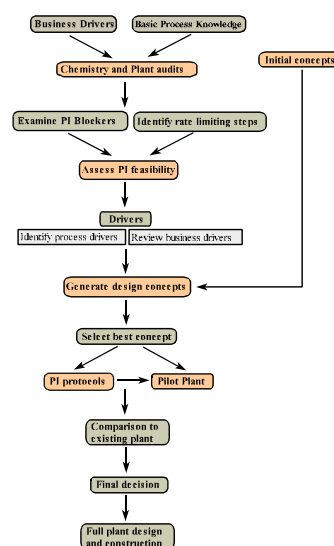 Business Drivers
Basic Process Knowledge
Initial concepts
Chemistry and Plant audits
Examine PI Blockers
Identify rate limiting steps
Assess PI feasibility
Drivers
Identify process drivers
Review business drivers
Generate design concepts
Select best concept
PI protocols
Pilot Plant
Comparison to
existing plant
Final decision
Full plant design
and construction